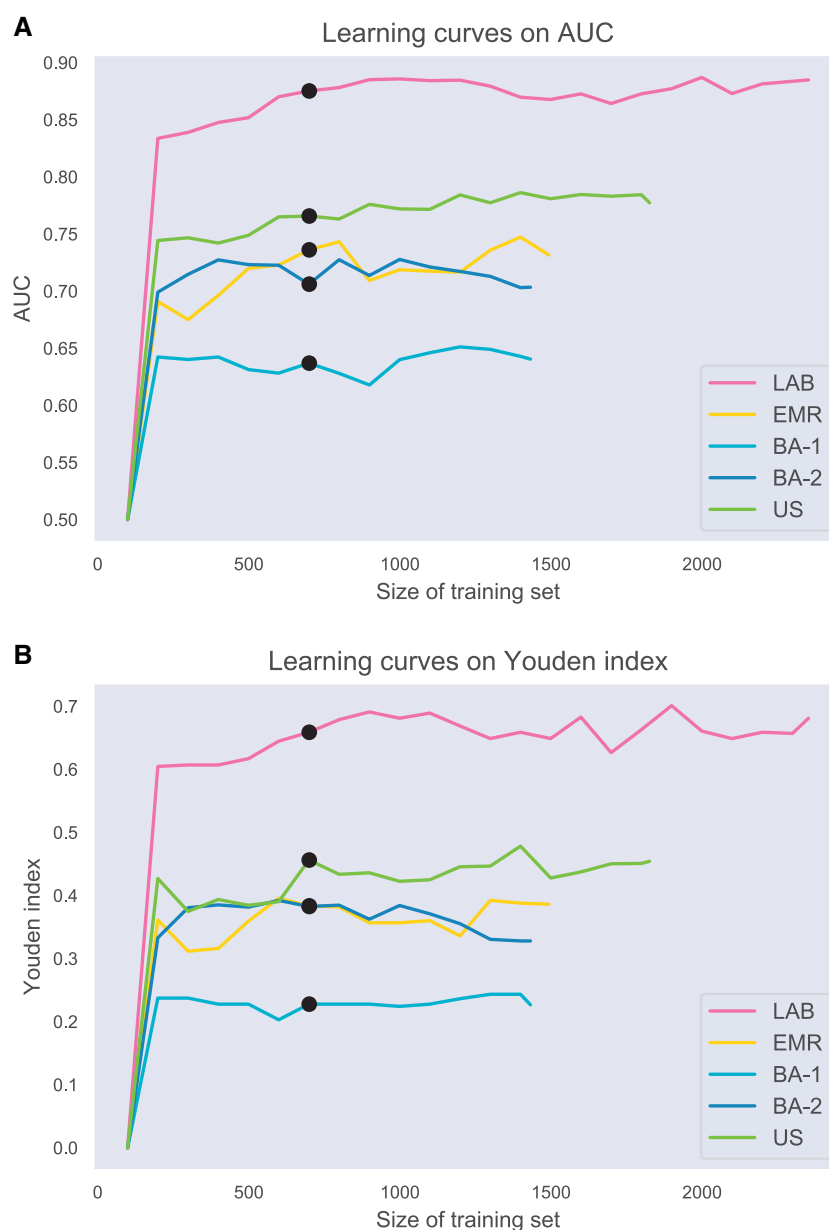 A
Learning curves on AUC
0.90
0.85
0.80
0.75
0.70
0.65
0.60
0.55
0.50
AUC
LAB
EMR
BA-1
BA-2
US
0 500 1000 1500 2000
Size of training set
B
Learning curves on Youden index
0.7
0.6
0.5
0.4
0.3
0.2
0.1
0.0
Youden index
LAB
EMR
BA-1
BA-2
US
0 500 1000 1500 2000
Size of training set